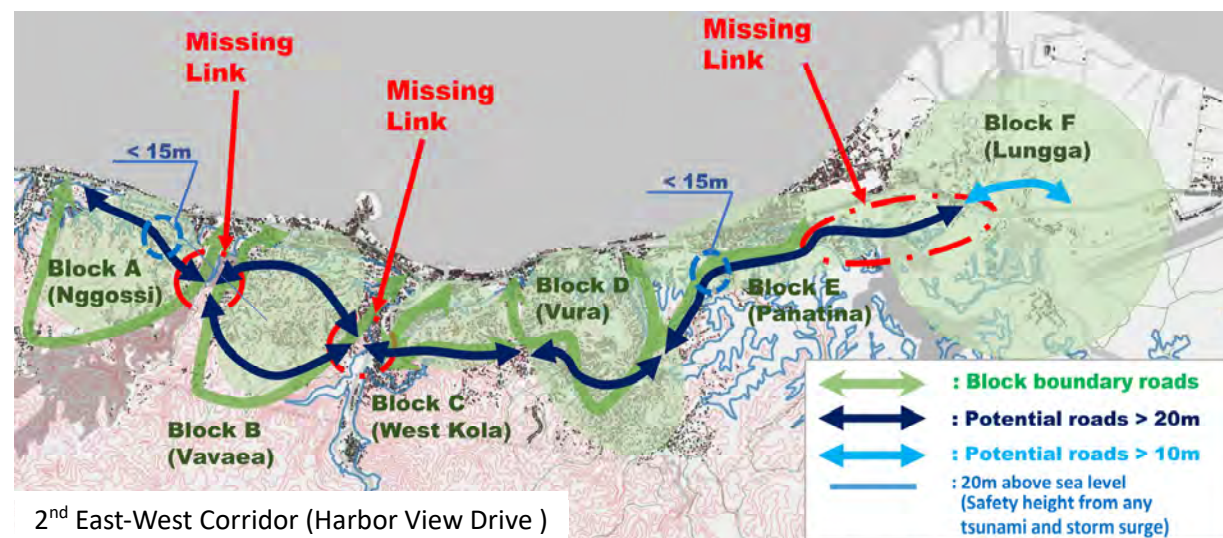 Missing
Link
Missing
Link
Missing
Link
< 15m
< 15m
Block F
(Lungga)
Block A
(Nggossi)
Block D
(Vura)
Block E
(Panatina)
Block C
(West Kola)
Block B
(Vavaea)
: Block boundary roads
: Potential roads > 20m
: Potential roads > 10m
: 20m above sea level
(Safety height from any
tsunami and storm surge)
2nd East-West Corridor (Harbor View Drive )